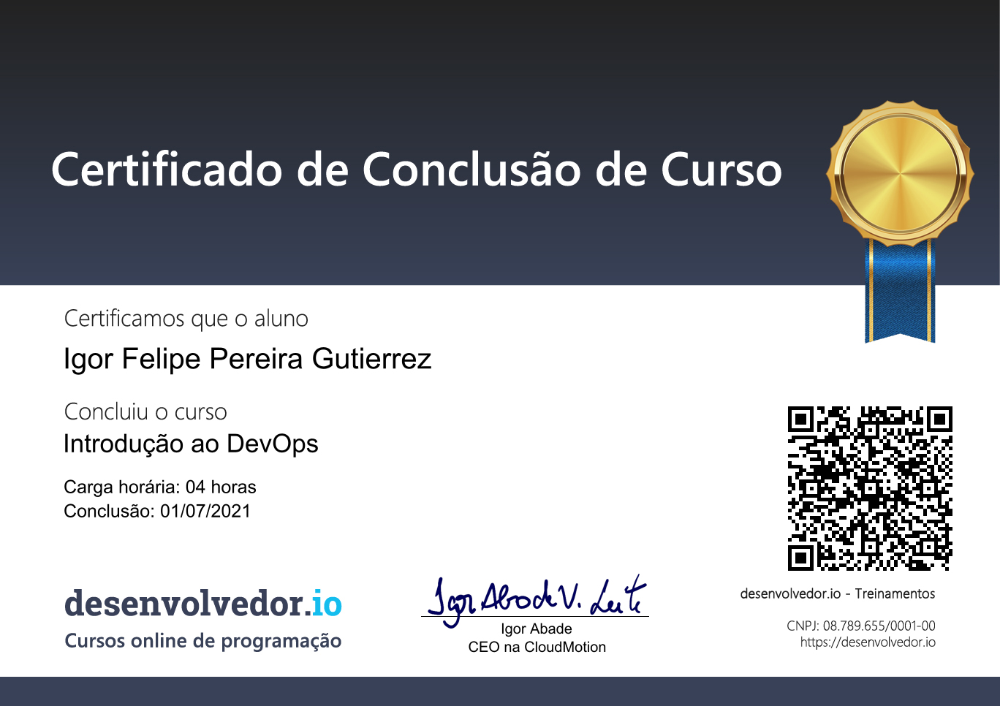 Certificado de Conclusão de Curso
Certificamos que o aluno
Igor Felipe Pereira Gutierrez
Concluiu o curso
Introdução ao DevOps
Carga horária: 04 horas
Conclusão: 01/07/2021
desenvolvedor.io
Cursos online de programação
Igor Abade V. Leite
Igor Abade
CEO na CloudMotion
desenvolvedor.io - Treinamentos
CNPJ: 08.789.655/0001-00
https://desenvolvedor.io